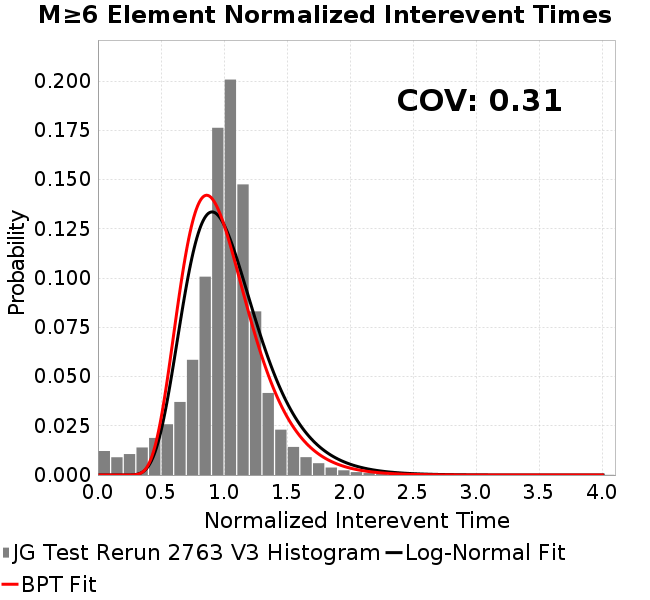 M≥6 Element Normalized Interevent Times
COV: 0.31
Probability
0.200
0.175
0.150
0.125
0.100
0.075
0.050
0.025
0.000
0.0 0.5 1.0 1.5 2.0 2.5 3.0 3.5 4.0
Normalized Interevent Time
JG Test Rerun 2763 V3 Histogram Log-Normal Fit
BPT Fit